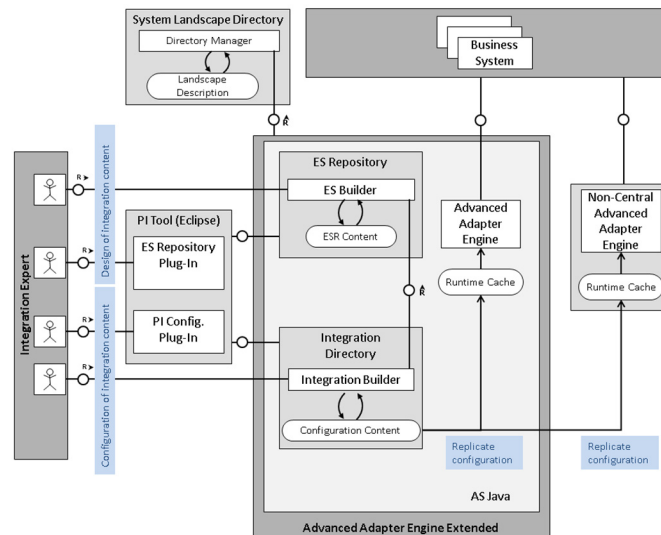 System Landscape Directory
Directory Manager
Landscape
Description
Business
System
R
R
ES Repository
ES Builder
ESR Content
PI Tool (Eclipse)
ES Repository
Plug-In
PI Config.
Plug-In
Integration Expert
R
R
R
R
Design of Integration content
Configuration of Integration content
Advanced
Adapter
Engine
Runtime Cache
Non-Central
Advanced
Adapter
Engine
Runtime Cache
R
Integration
Directory
Integration Builder
Configuration Content
Replicate
configuration
Replicate
configuration
AS Java
Advanced Adapter Engine Extended